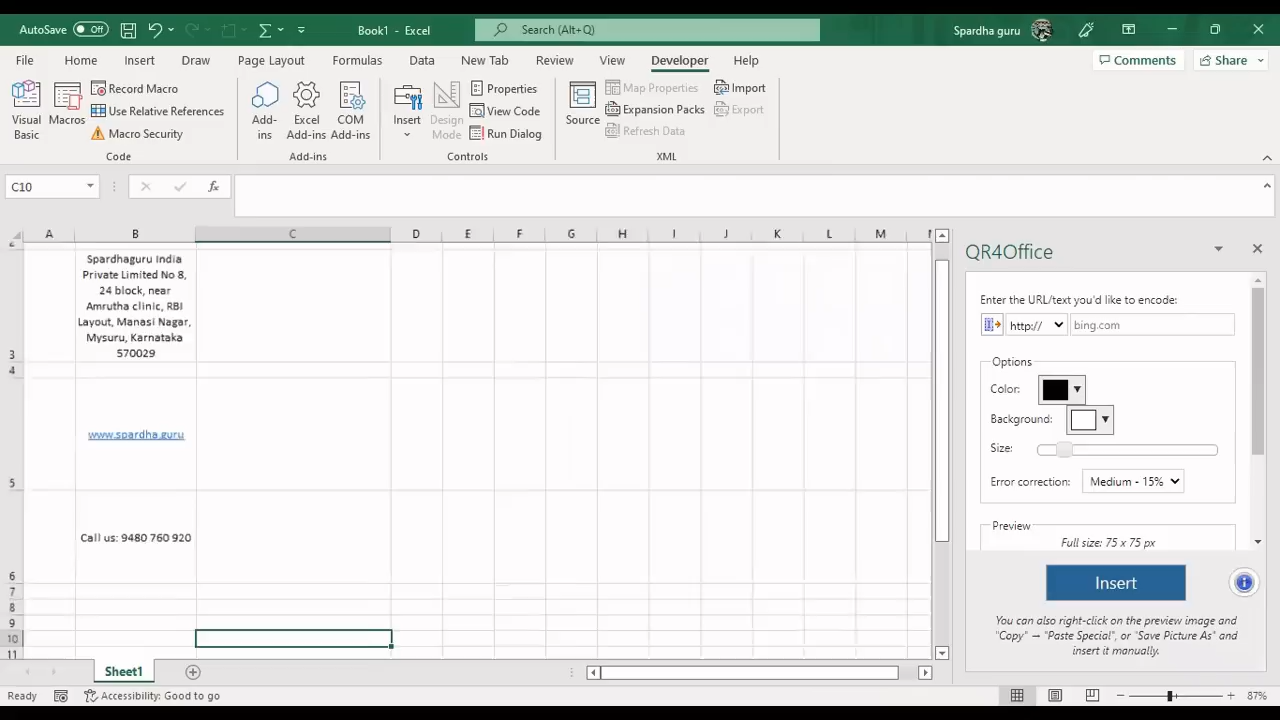 AutoSave Off
Book1 - Excel
Search (Alt+Q)
Spardha guru
File Home Insert Draw Page Layout Formulas Data New Tab Review View Developer Help
Comments Share
Visual Basic
Macros
Record Macro
Use Relative References
Macro Security
Code
Add-ins
Excel Add-ins
COM Add-ins
Add-ins
Insert
Design Mode
Properties
View Code
Run Dialog
Controls
Source
Map Properties
Expansion Packs
Refresh Data
Import
Export
XML
C10
fx
A B C D E F G H I J K L M
Spardhaguru India
Private Limited No 8,
24 block, near
Amrutha clinic, RBI
Layout, Manasi Nagar,
Mysuru, Karnataka
570029
3
4
www.spardha.guru
5
Call us: 9480 760 920
6
7
8
9
10
11
QR4Office
Enter the URL/text you'd like to encode:
http:// bing.com
Options
Color:
Background:
Size:
Error correction: Medium - 15%
Preview
Full size: 75 x 75 px
Insert
You can also right-click on the preview image and
"Copy" → "Paste Special", or "Save Picture As" and
insert it manually.
Sheet1
Ready Accessibility: Good to go
87%